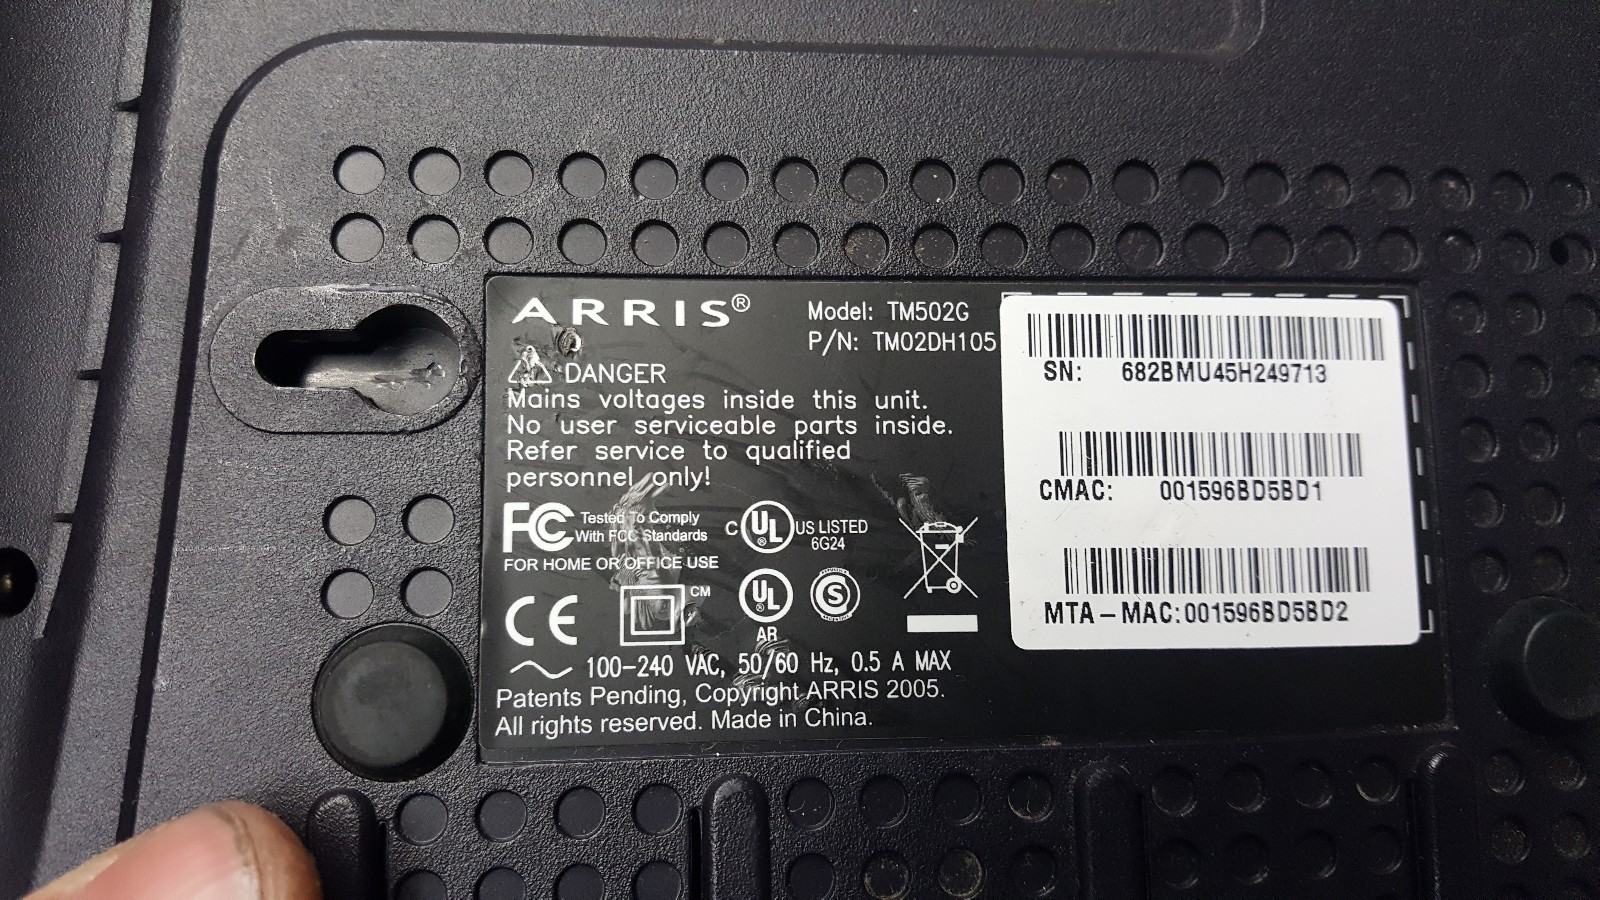 ARRIS®
Model: TM502G
P/N: TM02DH105
DANGER
Mains voltages inside this unit.
No user serviceable parts inside.
Refer service to qualified
personnel only!
FC Tested To Comply
With FCC Standards
FOR HOME OR OFFICE USE
C UL US LISTED
6G24
CE
CM
UL
AR
S
100-240 VAC, 50/60 Hz, 0.5 A MAX
Patents Pending, Copyright ARRIS 2005.
All rights reserved. Made in China.
SN: 682BMU45H249713
CMAC: 001596BD5BD1
MTA-MAC:001596BD5BD2